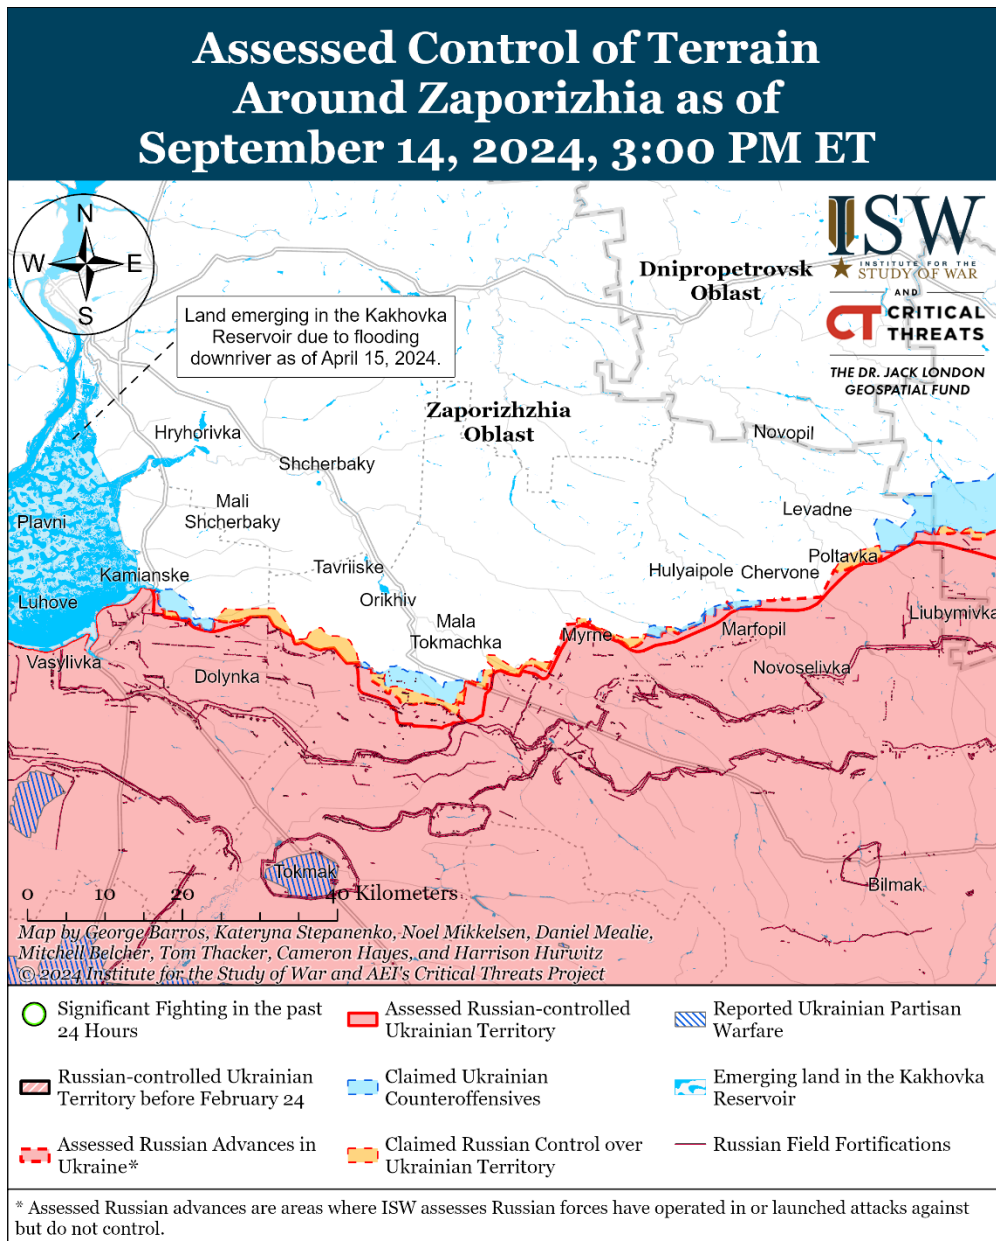 Assessed Control of Terrain
Around Zaporizhia as of
September 14, 2024, 3:00 PM ET
N
W E
S
ISW
INSTITUTE FOR THE
STUDY OF WAR
AND
CT CRITICAL
THREATS
THE DR. JACK LONDON
GEOSPATIAL FUND
Dnipropetrovsk
Oblast
Land emerging in the Kakhovka
Reservoir due to flooding
downriver as of April 15, 2024.
Zaporizhzhia
Oblast
Hryhorivka
Novopil
Shcherbaky
Mali
Shcherbaky
Levadne
Plavni
Poltavka
Tavriiske
Kamianske
Hulyaipole
Chervone
Orikhiv
Luhove
Liubymivka
Mala
Tokmachka
Myrne
Marfopil
Vasylivka
Dolynka
Novoselivka
Tokmak
Bilmak
0 10 20 40 Kilometers
Map by George Barros, Kateryna Stepanenko, Noel Mikkelsen, Daniel Mealie,
Mitchell Belcher, Tom Thacker, Cameron Hayes, and Harrison Hurwitz
© 2024 Institute for the Study of War and AEI's Critical Threats Project
Significant Fighting in the past
24 Hours
Russian-controlled Ukrainian
Territory before February 24
Assessed Russian Advances in
Ukraine*
Assessed Russian-controlled
Ukrainian Territory
Claimed Ukrainian
Counteroffensives
Claimed Russian Control over
Ukrainian Territory
Reported Ukrainian Partisan
Warfare
Emerging land in the Kakhovka
Reservoir
Russian Field Fortifications
* Assessed Russian advances are areas where ISW assesses Russian forces have operated in or launched attacks against
but do not control.